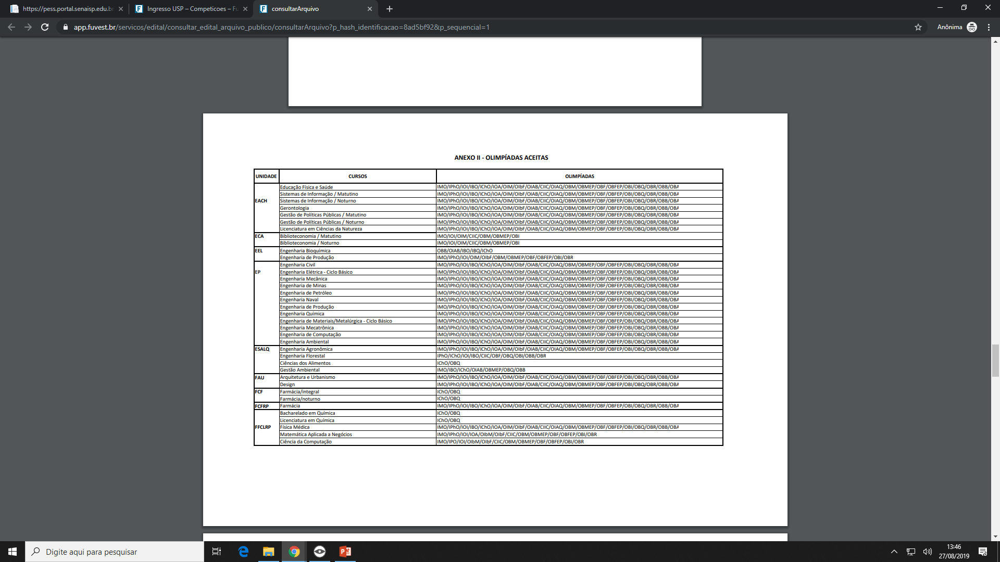 https://pess.portal.senaisp.edu.br
Ingresso USP – Competicoes – Fu
consultarArquivo
app.fuvest.br/servicos/edital/consultar_edital_arquivo_publico/consultarArquivo?p_hash_identificacao=8ad5bf92&p_sequencial=1
Anônima
ANEXO II - OLIMPÍADAS ACEITAS
UNIDADE CURSOS OLIMPÍADAS
Educação Física e Saúde IMO/IPhO/IOI/IBO/IChO/IOA/OIM/OIbF/OIAB/CIIC/OIAQ/OBM/OBMEP/OBF/OBFEP/OBI/OBQ/OBR/OBB/OBA
Sistemas de Informação / Matutino IMO/IPhO/IOI/IBO/IChO/IOA/OIM/OIbF/OIAB/CIIC/OIAQ/OBM/OBMEP/OBF/OBFEP/OBI/OBQ/OBR/OBB/OBA
EACH Sistemas de Informação / Noturno IMO/IPhO/IOI/IBO/IChO/IOA/OIM/OIbF/OIAB/CIIC/OIAQ/OBM/OBMEP/OBF/OBFEP/OBI/OBQ/OBR/OBB/OBA
Gerontologia IMO/IPhO/IOI/IBO/IChO/IOA/OIM/OIbF/OIAB/CIIC/OIAQ/OBM/OBMEP/OBF/OBFEP/OBI/OBQ/OBR/OBB/OBA
Gestão de Políticas Públicas / Matutino IMO/IPhO/IOI/IBO/IChO/IOA/OIM/OIbF/OIAB/CIIC/OIAQ/OBM/OBMEP/OBF/OBFEP/OBI/OBQ/OBR/OBB/OBA
Gestão de Políticas Públicas / Noturno IMO/IPhO/IOI/IBO/IChO/IOA/OIM/OIbF/OIAB/CIIC/OIAQ/OBM/OBMEP/OBF/OBFEP/OBI/OBQ/OBR/OBB/OBA
Licenciatura em Ciências da Natureza IMO/IPhO/IOI/IBO/IChO/IOA/OIM/OIbF/OIAB/CIIC/OIAQ/OBM/OBMEP/OBF/OBFEP/OBI/OBQ/OBR/OBB/OBA
ECA Biblioteconomia / Matutino IMO/IOI/OIM/CIIC/OBM/OBMEP/OBI
Biblioteconomia / Noturno IMO/IOI/OIM/CIIC/OBM/OBMEP/OBI
EEL Engenharia Bioquímica OBB/OIAB/IBO/IBQ/IChO
Engenharia de Produção IMO/IPhO/IOI/OIM/OIbF/OBM/OBMEP/OBF/OBFEP/OBI/OBR
Engenharia Civil IMO/IPhO/IOI/IBO/IChO/IOA/OIM/OIbF/OIAB/CIIC/OIAQ/OBM/OBMEP/OBF/OBFEP/OBI/OBQ/OBR/OBB/OBA
EP Engenharia Elétrica - Ciclo Básico IMO/IPhO/IOI/IBO/IChO/IOA/OIM/OIbF/OIAB/CIIC/OIAQ/OBM/OBMEP/OBF/OBFEP/OBI/OBQ/OBR/OBB/OBA
Engenharia Mecânica IMO/IPhO/IOI/IBO/IChO/IOA/OIM/OIbF/OIAB/CIIC/OIAQ/OBM/OBMEP/OBF/OBFEP/OBI/OBQ/OBR/OBB/OBA
Engenharia de Minas IMO/IPhO/IOI/IBO/IChO/IOA/OIM/OIbF/OIAB/CIIC/OIAQ/OBM/OBMEP/OBF/OBFEP/OBI/OBQ/OBR/OBB/OBA
Engenharia de Petróleo IMO/IPhO/IOI/IBO/IChO/IOA/OIM/OIbF/OIAB/CIIC/OIAQ/OBM/OBMEP/OBF/OBFEP/OBI/OBQ/OBR/OBB/OBA
Engenharia Naval IMO/IPhO/IOI/IBO/IChO/IOA/OIM/OIbF/OIAB/CIIC/OIAQ/OBM/OBMEP/OBF/OBFEP/OBI/OBQ/OBR/OBB/OBA
Engenharia de Produção IMO/IPhO/IOI/IBO/IChO/IOA/OIM/OIbF/OIAB/CIIC/OIAQ/OBM/OBMEP/OBF/OBFEP/OBI/OBQ/OBR/OBB/OBA
Engenharia Química IMO/IPhO/IOI/IBO/IChO/IOA/OIM/OIbF/OIAB/CIIC/OIAQ/OBM/OBMEP/OBF/OBFEP/OBI/OBQ/OBR/OBB/OBA
Engenharia de Materiais/Metalúrgica - Ciclo Básico IMO/IPhO/IOI/IBO/IChO/IOA/OIM/OIbF/OIAB/CIIC/OIAQ/OBM/OBMEP/OBF/OBFEP/OBI/OBQ/OBR/OBB/OBA
Engenharia Mecatrônica IMO/IPhO/IOI/IBO/IChO/IOA/OIM/OIbF/OIAB/CIIC/OIAQ/OBM/OBMEP/OBF/OBFEP/OBI/OBQ/OBR/OBB/OBA
Engenharia de Computação IMO/IPhO/IOI/IBO/IChO/IOA/OIM/OIbF/OIAB/CIIC/OIAQ/OBM/OBMEP/OBF/OBFEP/OBI/OBQ/OBR/OBB/OBA
Engenharia Ambiental IMO/IPhO/IOI/IBO/IChO/IOA/OIM/OIbF/OIAB/CIIC/OIAQ/OBM/OBMEP/OBF/OBFEP/OBI/OBQ/OBR/OBB/OBA
ESALQ Engenharia Agronômica IMO/IPhO/IOI/IBO/IChO/IOA/OIM/OIbF/OIAB/CIIC/OIAQ/OBM/OBMEP/OBF/OBFEP/OBI/OBQ/OBR/OBB/OBA
Engenharia Florestal IPhO/IChO/IOI/IBO/CIIC/OBF/OBQ/OBI/OBB/OBR
Ciências dos Alimentos IChO/OBQ
Gestão Ambiental IMO/IBO/IChO/OIAB/OBMEP/OBQ/OBB
FAU Arquitetura e Urbanismo IMO/IPhO/IOI/IBO/IChO/IOA/OIM/OIbF/OIAB/CIIC/OIAQ/OBM/OBMEP/OBF/OBFEP/OBI/OBQ/OBR/OBB/OBA
Design IMO/IPhO/IOI/IBO/IChO/IOA/OIM/OIbF/OIAB/CIIC/OIAQ/OBM/OBMEP/OBF/OBFEP/OBI/OBQ/OBR/OBB/OBA
FCF Farmácia/integral IChO/OBQ
Farmácia/noturno IChO/OBQ
FCFRP Farmácia IMO/IPhO/IOI/IBO/IChO/IOA/OIM/OIbF/OIAB/CIIC/OIAQ/OBM/OBMEP/OBF/OBFEP/OBI/OBQ/OBR/OBB/OBA
Bacharelado em Química IChO/OBQ
Licenciatura em Química IChO/OBQ
FFCLRP Física Médica IMO/IPhO/IOI/IBO/IChO/IOA/OIM/OIbF/OIAB/CIIC/OIAQ/OBM/OBMEP/OBF/OBFEP/OBI/OBQ/OBR/OBB/OBA
Matemática Aplicada a Negócios IMO/IPhO/IOI/IOA/OIbM/OIbF/CIIC/OBM/OBMEP/OBF/OBFEP/OBI/OBR
Ciência da Computação IMO/IPO/IOI/OIbM/OIbF/CIIC/OBM/OBMEP/OBF/OBFEP/OBI/OBR
Digite aqui para pesquisar
13:46
27/08/2019